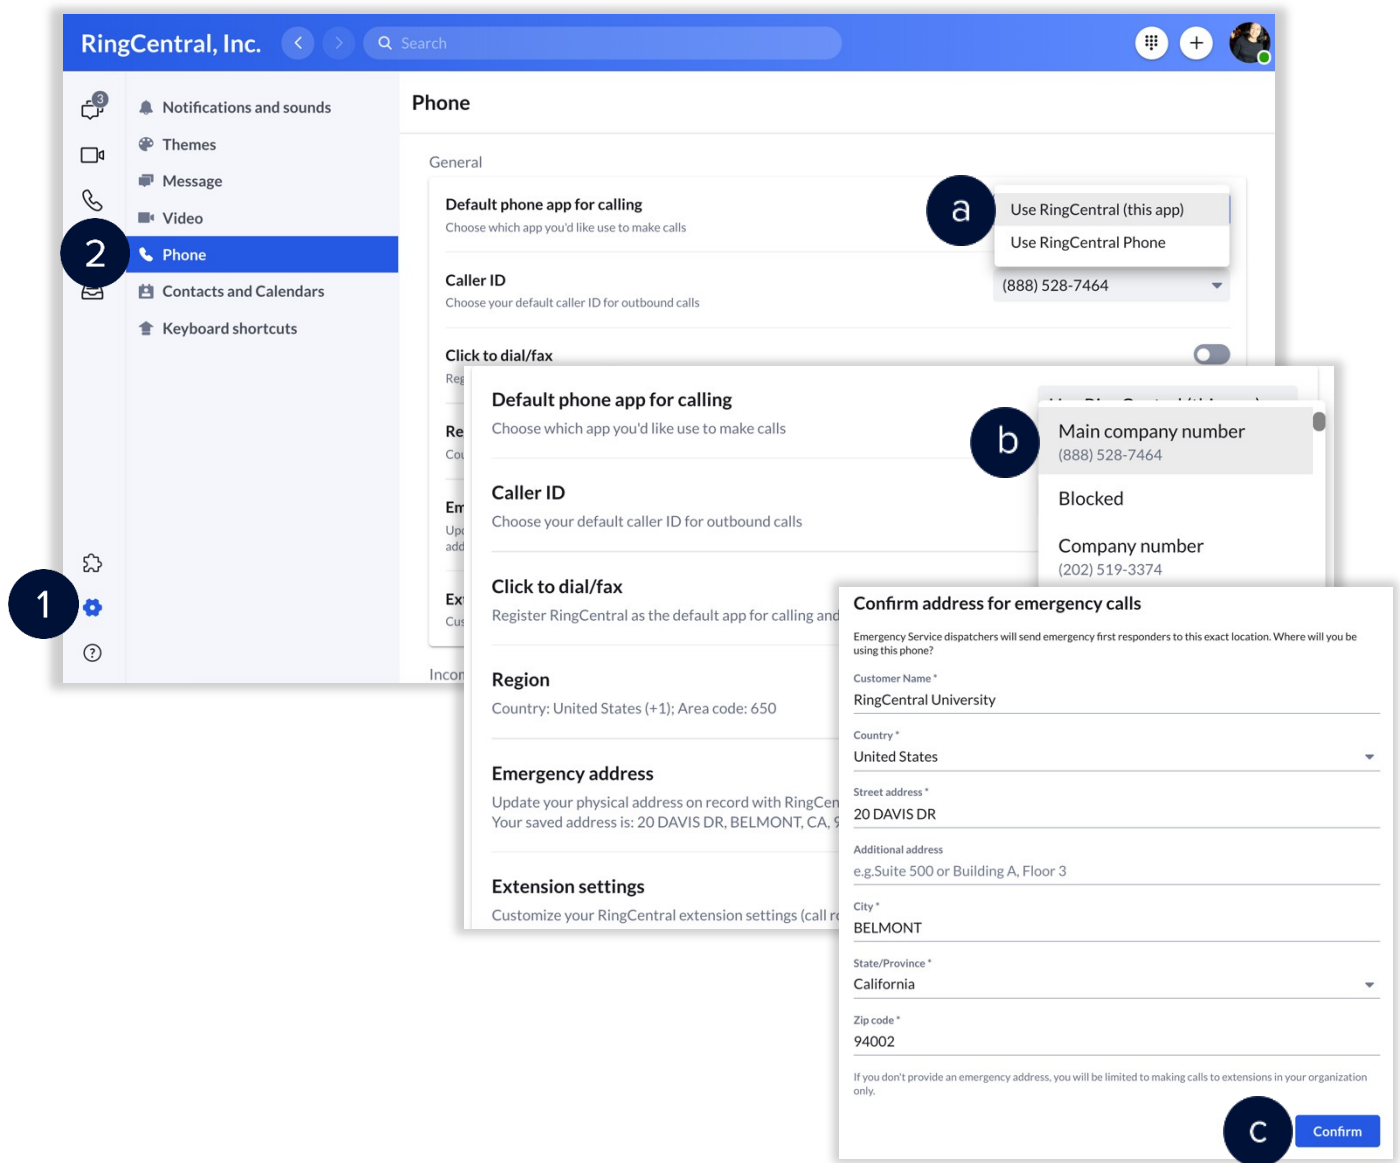 RingCentral, Inc.
Search
3
Notifications and sounds
Themes
Message
Video
Phone
Contacts and Calendars
Keyboard shortcuts
2
1
Phone
General
Default phone app for calling
Choose which app you'd like use to make calls
a
Use RingCentral (this app)
Use RingCentral Phone
Caller ID
Choose your default caller ID for outbound calls
(888) 528-7464
Click to dial/fax
Reg
Re
Cou
Em
Upd
add
Ext
Cus
Incom
Default phone app for calling
Choose which app you'd like use to make calls
b
Main company number
(888) 528-7464
Blocked
Company number
(202) 519-3374
Caller ID
Choose your default caller ID for outbound calls
Click to dial/fax
Register RingCentral as the default app for calling and
Region
Country: United States (+1); Area code: 650
Emergency address
Update your physical address on record with RingCen
Your saved address is: 20 DAVIS DR, BELMONT, CA, 9
Extension settings
Customize your RingCentral extension settings (call ro
Confirm address for emergency calls
Emergency Service dispatchers will send emergency first responders to this exact location. Where will you be
using this phone?
Customer Name *
RingCentral University
Country *
United States
Street address *
20 DAVIS DR
Additional address
e.g.Suite 500 or Building A, Floor 3
City *
BELMONT
State/Province *
California
Zip code *
94002
If you don't provide an emergency address, you will be limited to making calls to extensions in your organization
only.
c
Confirm